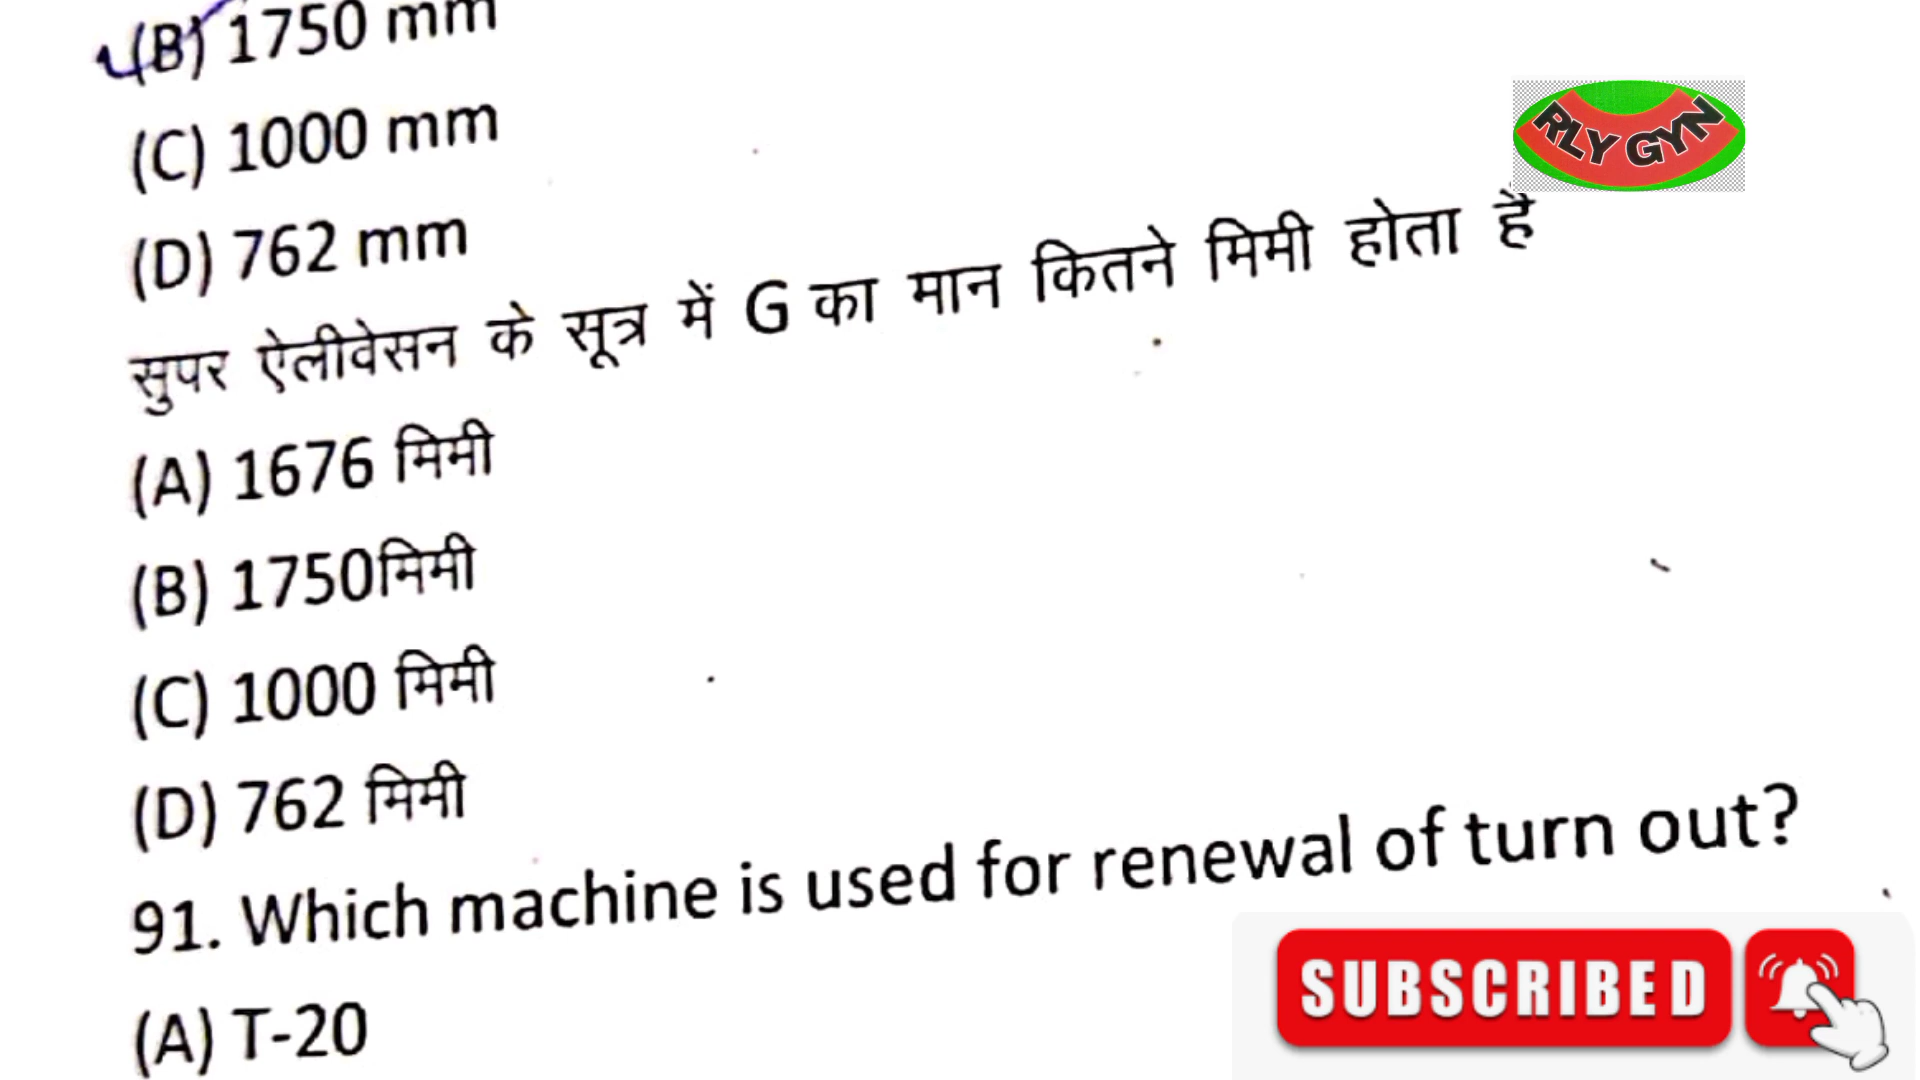 (B) 1750 mm
(C) 1000 mm
(D) 762 mm
RLY GYN
सुपर ऐलीवेसन के सूत्र में G का मान कितने मिमी होता है
(A) 1676 मिमी
(B) 1750मिमी
(C) 1000 मिमी
(D) 762 मिमी
91. Which machine is used for renewal of turn out?
SUBSCRIBED
(A) T-20